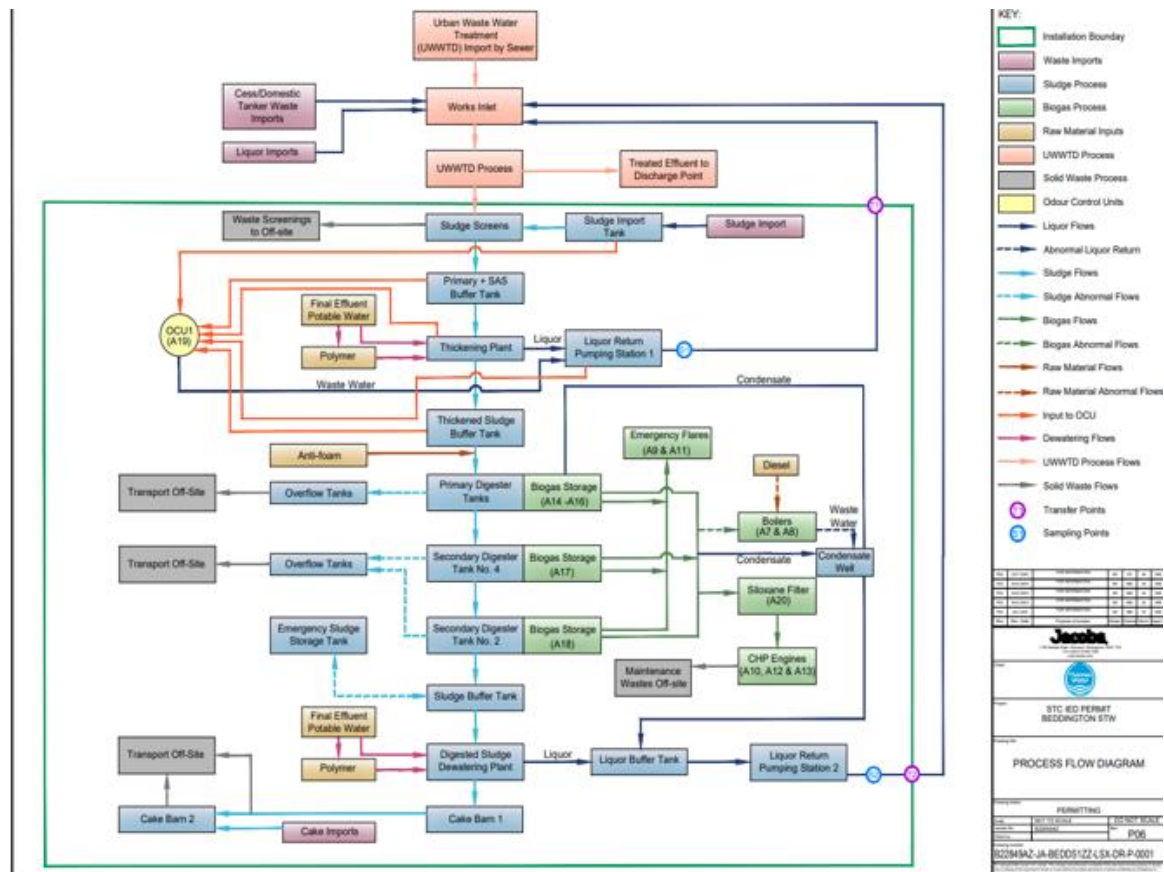 Urban Waste Water
Treatment
(UWWTD) Import by Sewer
Cess/Domestic
Tanker Waste
Imports
Works Inlet
Liquor Imports
UWWTD Process
Treated Effluent to
Discharge Point
Waste Screenings
to Off-site
Sludge Screens
Sludge Import
Tank
Sludge Import
Primary + SAS
Buffer Tank
OCU1
(A19)
Final Effluent
Potable Water
Polymer
Thickening Plant
Liquor
Liquor Return
Pumping Station 1
Waste Water
Condensate
Thickened Sludge
Buffer Tank
Emergency Flares
(A9 & A11)
Anti-foam
Diesel
Transport Off-Site
Overflow Tanks
Primary Digester
Tanks
Biogas Storage
(A14 -A16)
Boilers
(A7 & A8)
Waste
Water
Transport Off-Site
Overflow Tanks
Secondary Digester
Tank No. 4
Biogas Storage
(A17)
Condensate
Condensate
Well
Siloxane Filter
(A20)
Emergency Sludge
Storage Tank
Secondary Digester
Tank No. 2
Biogas Storage
(A18)
Maintenance
Wastes Off-site
CHP Engines
(A10, A12 & A13)
Sludge Buffer Tank
Final Effluent
Potable Water
Transport Off-Site
Polymer
Digested Sludge
Dewatering Plant
Liquor
Liquor Buffer Tank
Liquor Return
Pumping Station 2
Cake Barn 2
Cake Imports
Cake Barn 1
KEY:
Installation Boundary
Waste Imports
Sludge Process
Biogas Process
Raw Material Inputs
UWWTD Process
Solid Waste Process
Odour Control Units
Liquor Flows
Abnormal Liquor Return
Sludge Flows
Sludge Abnormal Flows
Biogas Flows
Biogas Abnormal Flows
Raw Material Flows
Raw Material Abnormal Flows
Input to OCU
Dewatering Flows
UWWTD Process Flows
Solid Waste Flows
Transfer Points
Sampling Points
Jacobs
STC IED PERMIT
BEDDINGTON STW
PROCESS FLOW DIAGRAM
PERMITTING
NOT TO SCALE
DO NOT SCALE
P06
B22849AZ-JA-BEDDS1ZZ-LSX-DR-P-0001